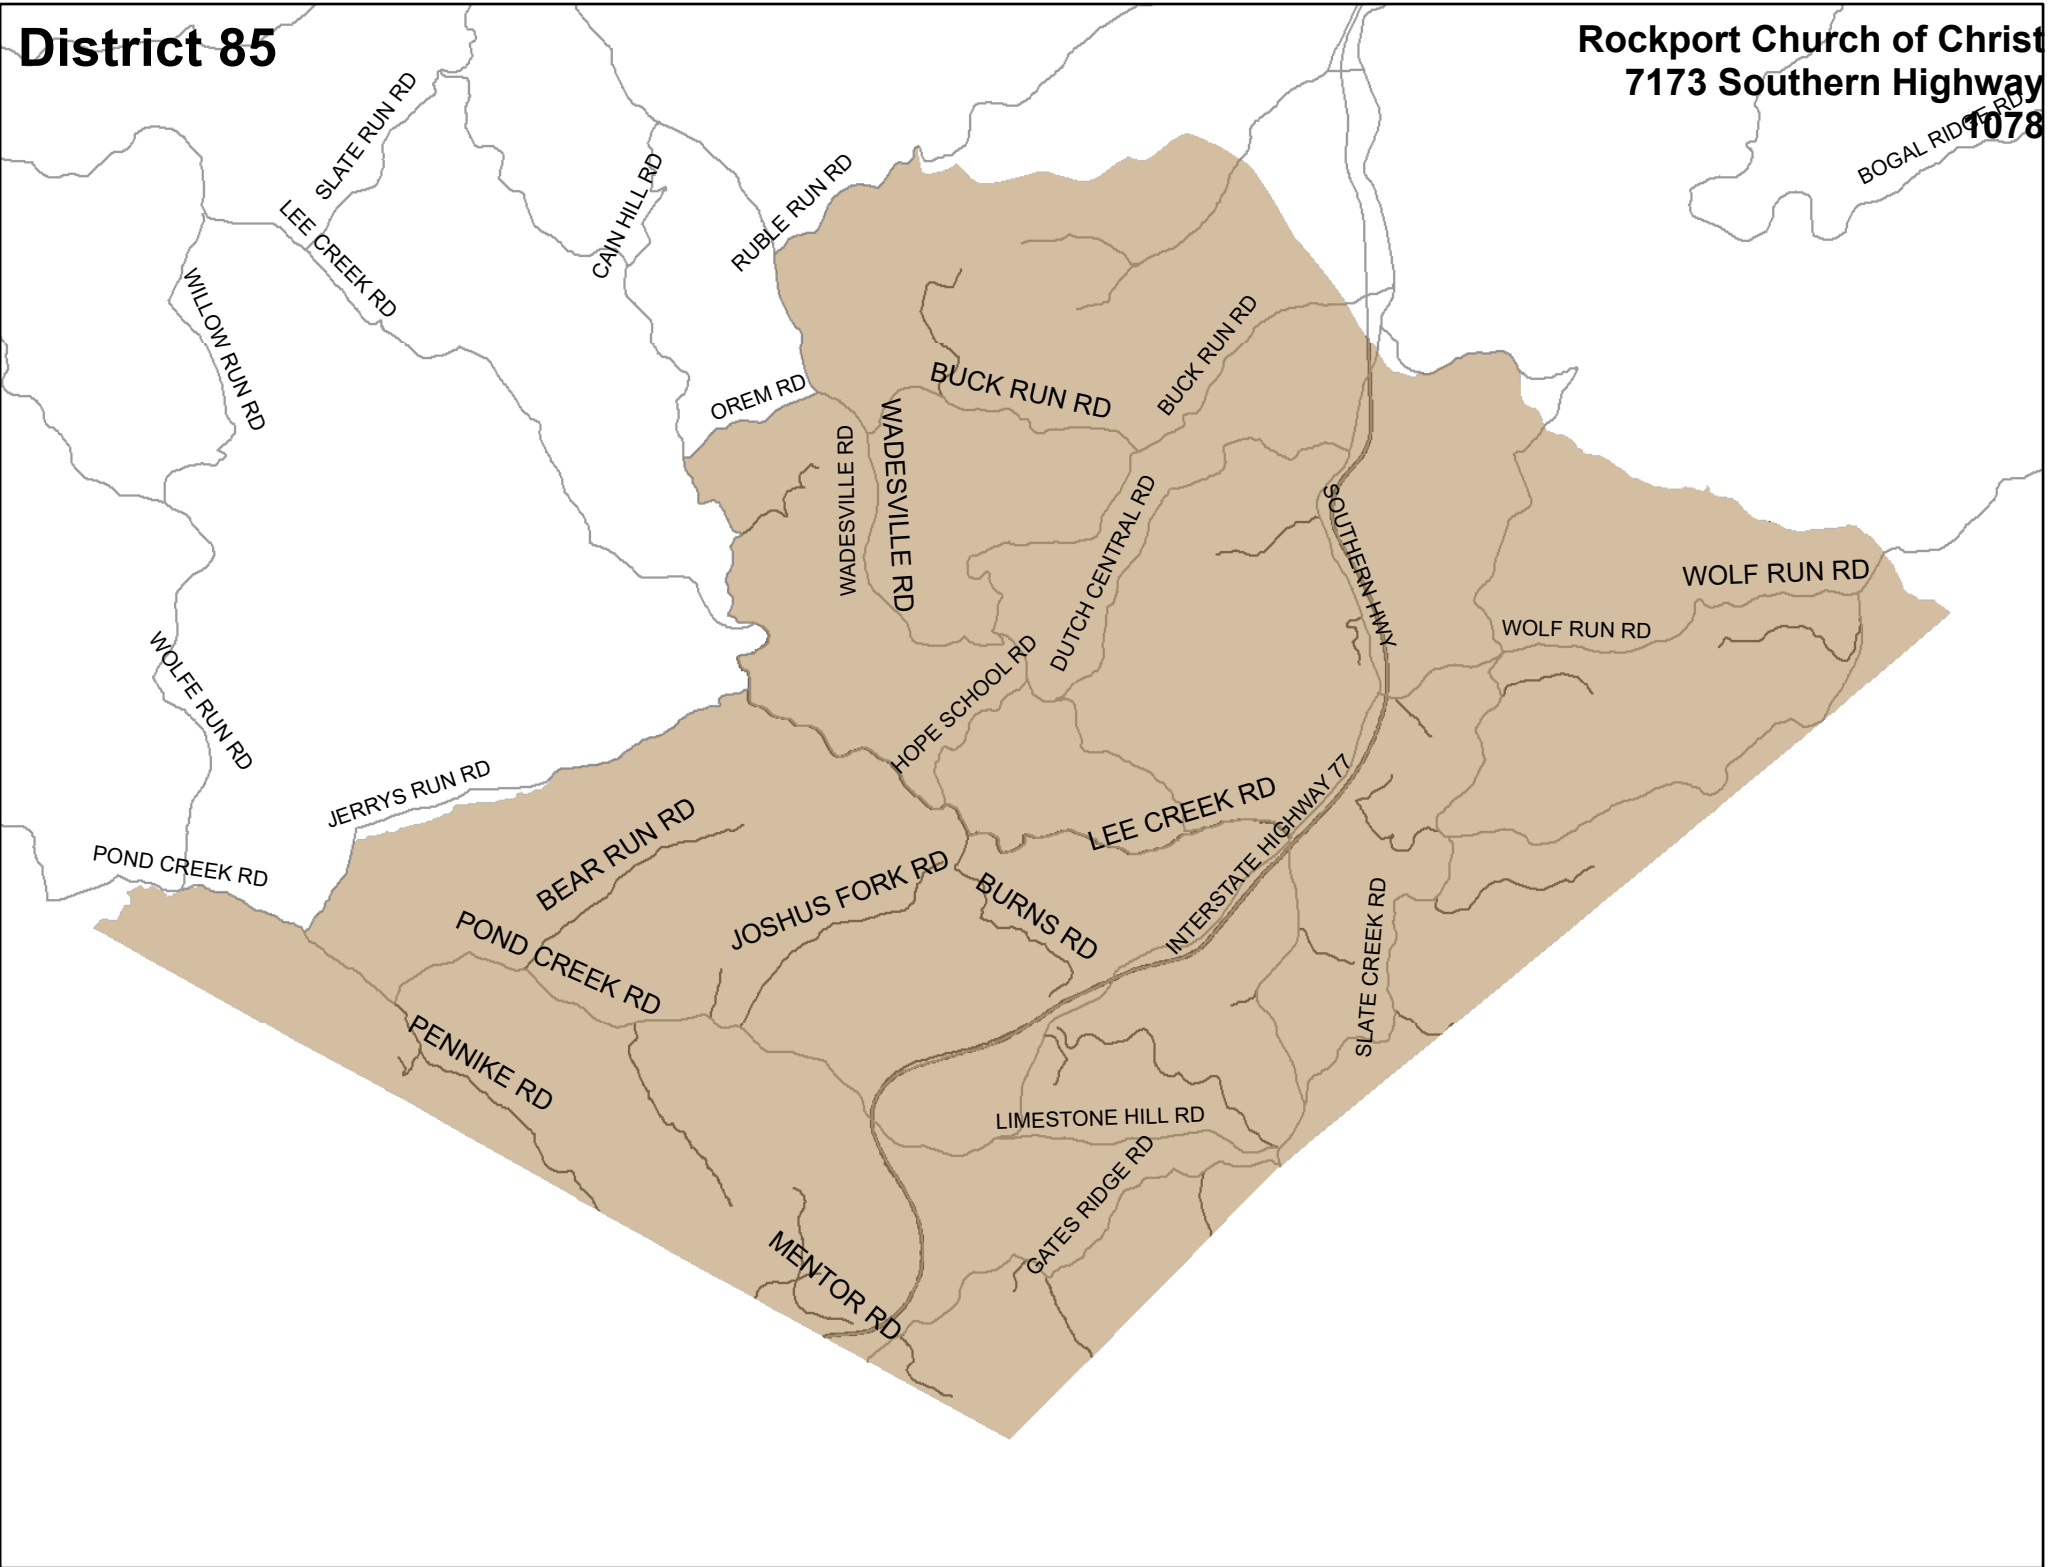 District 85
Rockport Church of Christ
7173 Southern Highway
1078
BOGAL RIDGE RD
SLATE RUN RD
LEE CREEK RD
CAIN HILL RD
RUBLE RUN RD
WILLOW RUN RD
OREM RD
BUCK RUN RD
BUCK RUN RD
WADESVILLE RD
WADESVILLE RD
DUTCH CENTRAL RD
SOUTHERN HWY
WOLF RUN RD
WOLF RUN RD
HOPE SCHOOL RD
WOLFE RUN RD
JERRYS RUN RD
POND CREEK RD
BEAR RUN RD
LEE CREEK RD
INTERSTATE HIGHWAY 77
JOSHUS FORK RD
BURNS RD
POND CREEK RD
SLATE CREEK RD
PENNIKE RD
LIMESTONE HILL RD
GATES RIDGE RD
MENTOR RD